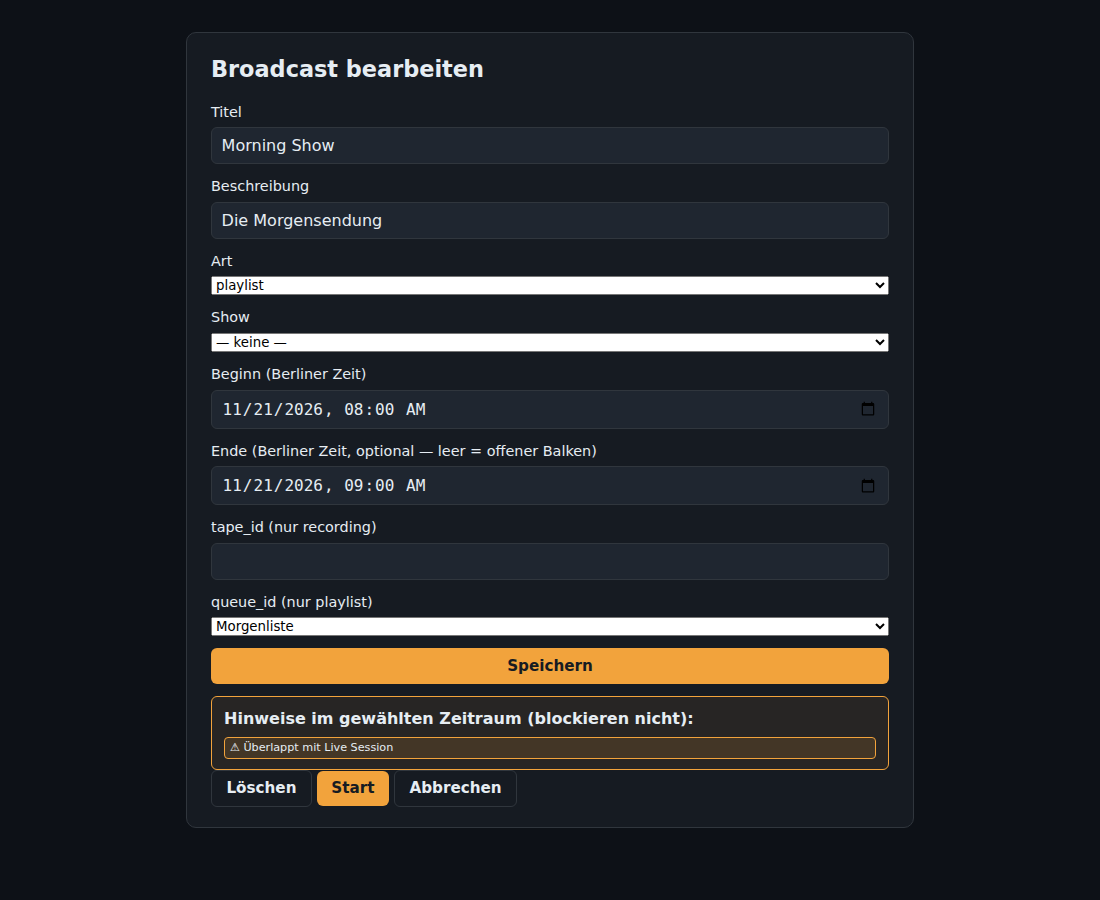 Broadcast bearbeiten
Titel
Morning Show
Beschreibung
Die Morgensendung
Art
playlist
Show
— keine —
Beginn (Berliner Zeit)
11/21/2026, 08:00 AM
Ende (Berliner Zeit, optional — leer = offener Balken)
11/21/2026, 09:00 AM
tape_id (nur recording)
queue_id (nur playlist)
Morgenliste
Speichern
Hinweise im gewählten Zeitraum (blockieren nicht):
⚠ Überlappt mit Live Session
Löschen Start Abbrechen